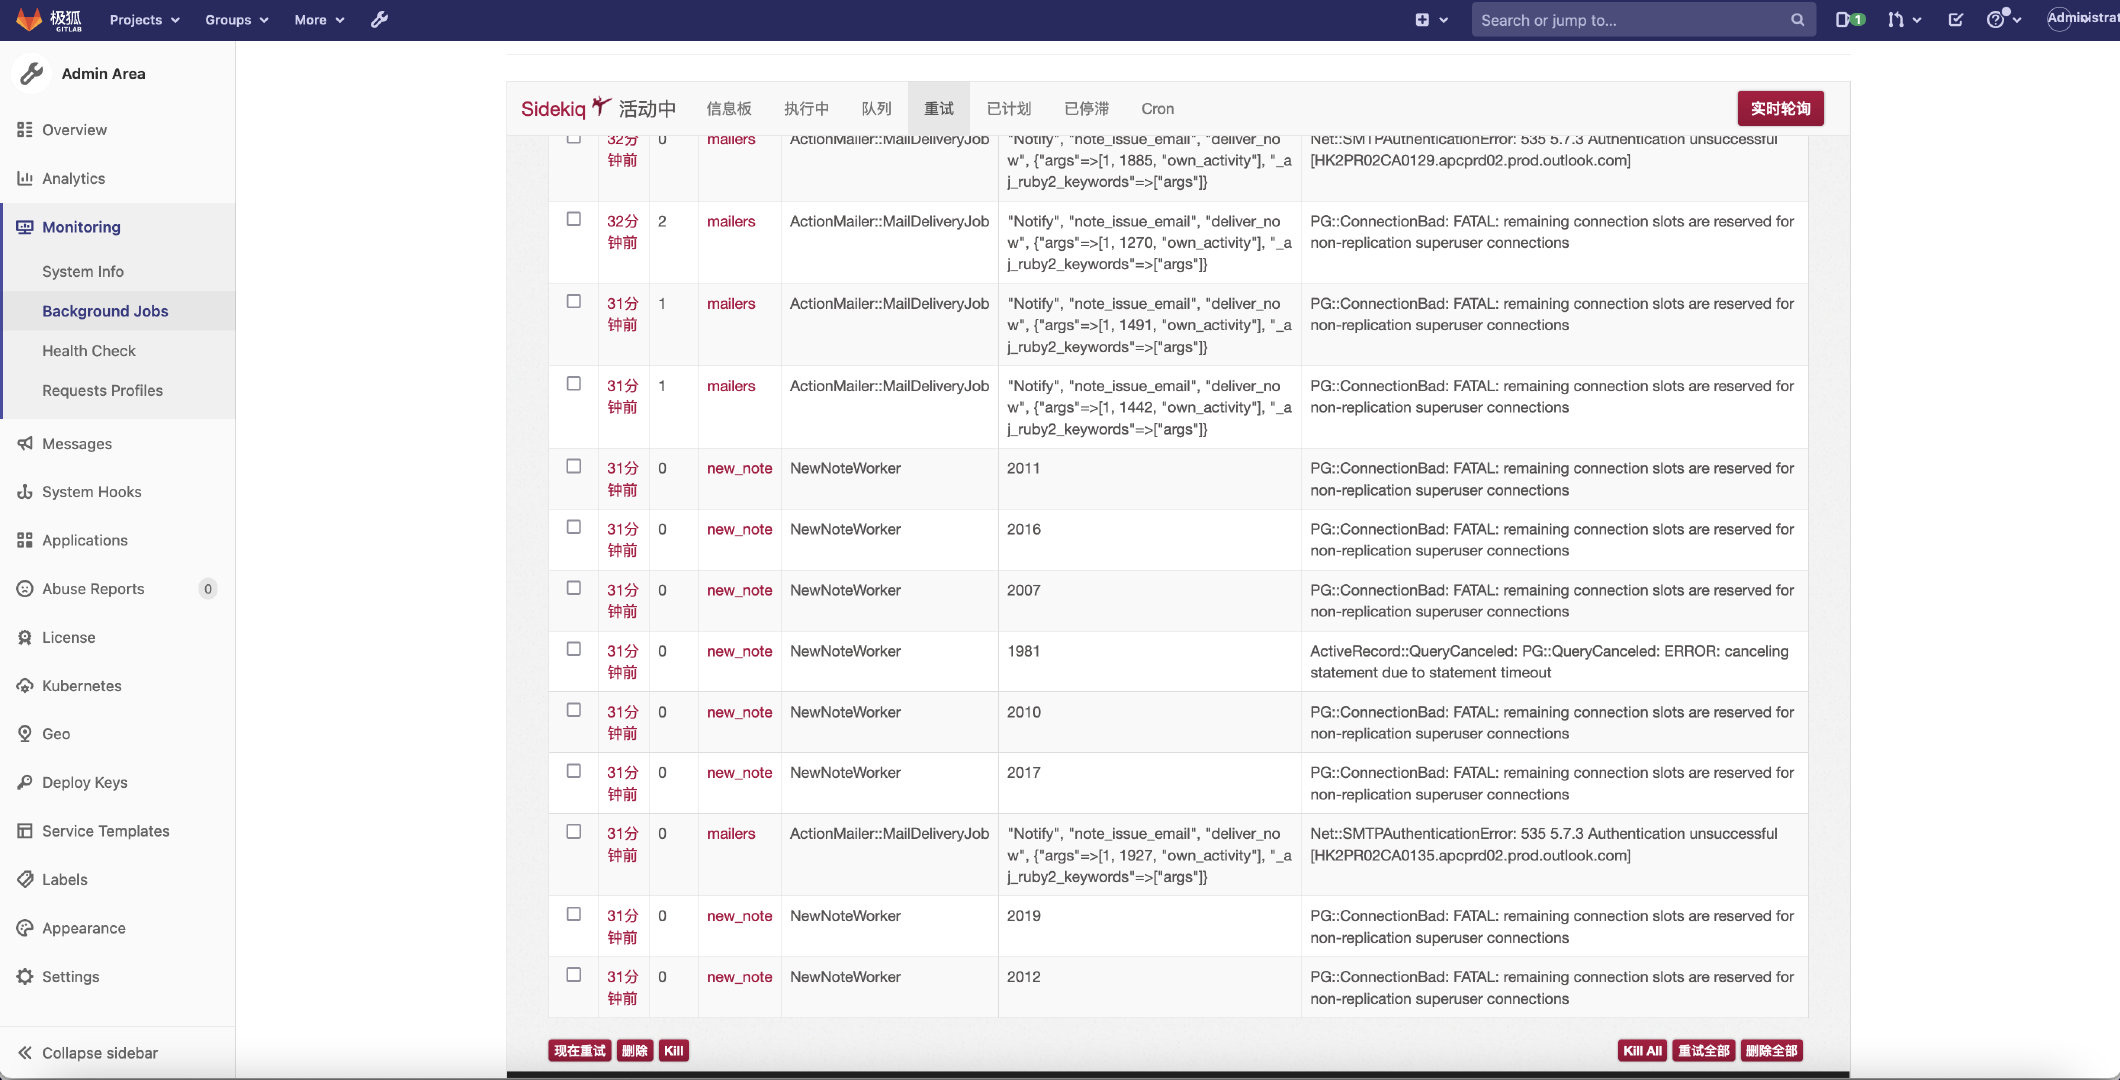 极狐
GITLAB
Projects
Groups
More
Search or jump to...
1
Administrat
Admin Area
Overview
Analytics
Monitoring
System Info
Background Jobs
Health Check
Requests Profiles
Messages
System Hooks
Applications
Abuse Reports 0
License
Kubernetes
Geo
Deploy Keys
Service Templates
Labels
Appearance
Settings
Collapse sidebar
Sidekiq 活动中 信息板 执行中 队列 重试 已计划 已停滞 Cron 实时轮询
32分 0 mailers ActionMailer::MailDeliveryJob "Notify", "note_issue_email", "deliver_no Net::SMTPAuthenticationError: 535 5.7.3 Authentication unsuccessful
钟前 w", {"args"=>[1, 1885, "own_activity"], "_a [HK2PR02CA0129.apcprd02.prod.outlook.com]
j_ruby2_keywords"=>["args"]}
32分 2 mailers ActionMailer::MailDeliveryJob "Notify", "note_issue_email", "deliver_no PG::ConnectionBad: FATAL: remaining connection slots are reserved for
钟前 w", {"args"=>[1, 1270, "own_activity"], "_a non-replication superuser connections
j_ruby2_keywords"=>["args"]}
31分 1 mailers ActionMailer::MailDeliveryJob "Notify", "note_issue_email", "deliver_no PG::ConnectionBad: FATAL: remaining connection slots are reserved for
钟前 w", {"args"=>[1, 1491, "own_activity"], "_a non-replication superuser connections
j_ruby2_keywords"=>["args"]}
31分 1 mailers ActionMailer::MailDeliveryJob "Notify", "note_issue_email", "deliver_no PG::ConnectionBad: FATAL: remaining connection slots are reserved for
钟前 w", {"args"=>[1, 1442, "own_activity"], "_a non-replication superuser connections
j_ruby2_keywords"=>["args"]}
31分 0 new_note NewNoteWorker 2011 PG::ConnectionBad: FATAL: remaining connection slots are reserved for
钟前 non-replication superuser connections
31分 0 new_note NewNoteWorker 2016 PG::ConnectionBad: FATAL: remaining connection slots are reserved for
钟前 non-replication superuser connections
31分 0 new_note NewNoteWorker 2007 PG::ConnectionBad: FATAL: remaining connection slots are reserved for
钟前 non-replication superuser connections
31分 0 new_note NewNoteWorker 1981 ActiveRecord::QueryCanceled: PG::QueryCanceled: ERROR: canceling
钟前 statement due to statement timeout
31分 0 new_note NewNoteWorker 2010 PG::ConnectionBad: FATAL: remaining connection slots are reserved for
钟前 non-replication superuser connections
31分 0 new_note NewNoteWorker 2017 PG::ConnectionBad: FATAL: remaining connection slots are reserved for
钟前 non-replication superuser connections
31分 0 mailers ActionMailer::MailDeliveryJob "Notify", "note_issue_email", "deliver_no Net::SMTPAuthenticationError: 535 5.7.3 Authentication unsuccessful
钟前 w", {"args"=>[1, 1927, "own_activity"], "_a [HK2PR02CA0135.apcprd02.prod.outlook.com]
j_ruby2_keywords"=>["args"]}
31分 0 new_note NewNoteWorker 2019 PG::ConnectionBad: FATAL: remaining connection slots are reserved for
钟前 non-replication superuser connections
31分 0 new_note NewNoteWorker 2012 PG::ConnectionBad: FATAL: remaining connection slots are reserved for
钟前 non-replication superuser connections
现在重试 删除 Kill Kill All 重试全部 删除全部